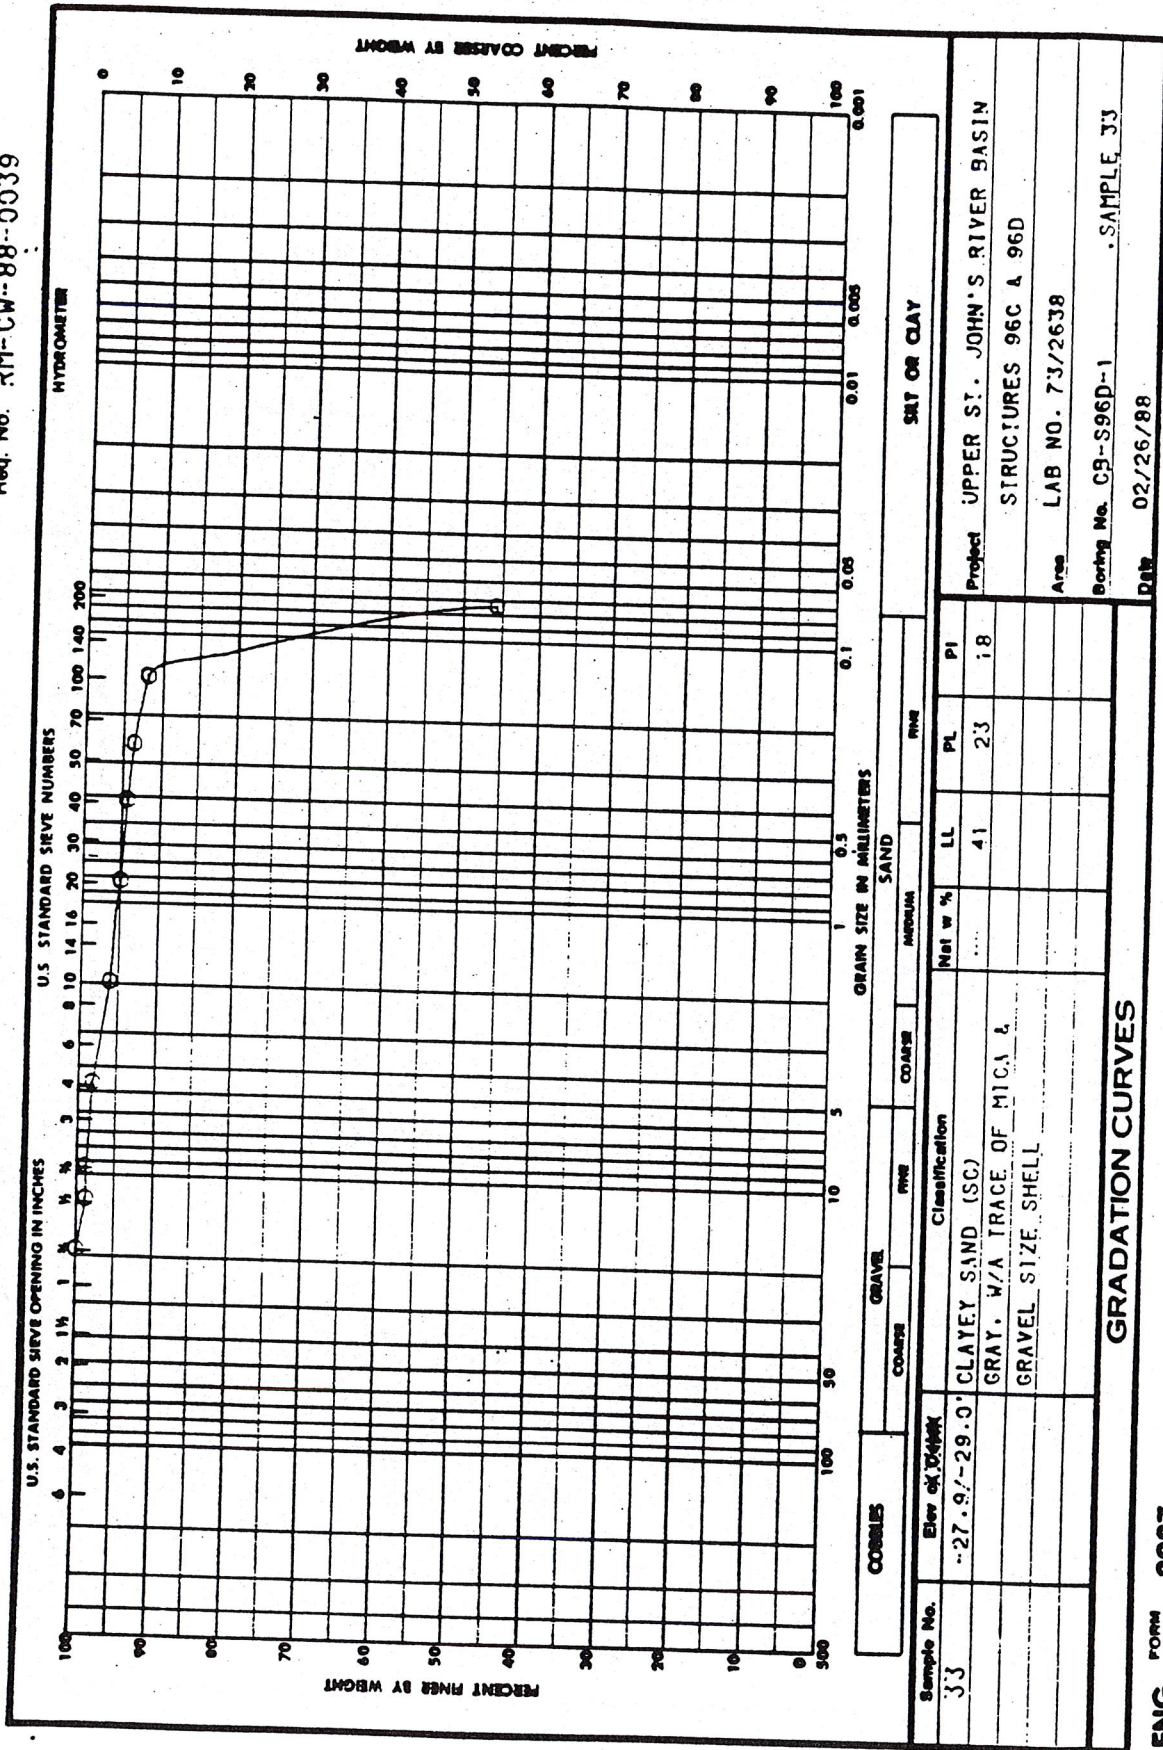 Req. No. RM-CW-88-0039
U.S. STANDARD SIEVE OPENING IN INCHES
U.S STANDARD SIEVE NUMBERS
HYDROMETER
6 4 3 2 1½ 1 ¾ ½ ⅜ 3 4 6 8 10 14 16 20 30 40 50 70 100 140 200
PERCENT FINER BY WEIGHT
100
90
80
70
60
50
40
30
20
10
0
PERCENT COARSER BY WEIGHT
0
10
20
30
40
50
60
70
80
90
100
500 100 50 10 5 1 0.5 0.1 0.05 0.01 0.005 0.001
GRAIN SIZE IN MILLIMETERS
COBBLES GRAVEL SAND SILT OR CLAY
COARSE FINE COARSE MEDIUM FINE
Sample No. Elev or Depth Classification Nat w % LL PL PI
33 --27.9/-29.0' CLAYEY SAND (SC) ... 41 23 18
GRAY, W/A TRACE OF MICA &
GRAVEL SIZE SHELL
Project UPPER ST. JOHN'S RIVER BASIN
STRUCTURES 96C & 96D
Area LAB NO. 73/2638
Boring No. CB-S96D-1 .SAMPLE 33
Date 02/26/88
GRADATION CURVES
ENG FORM